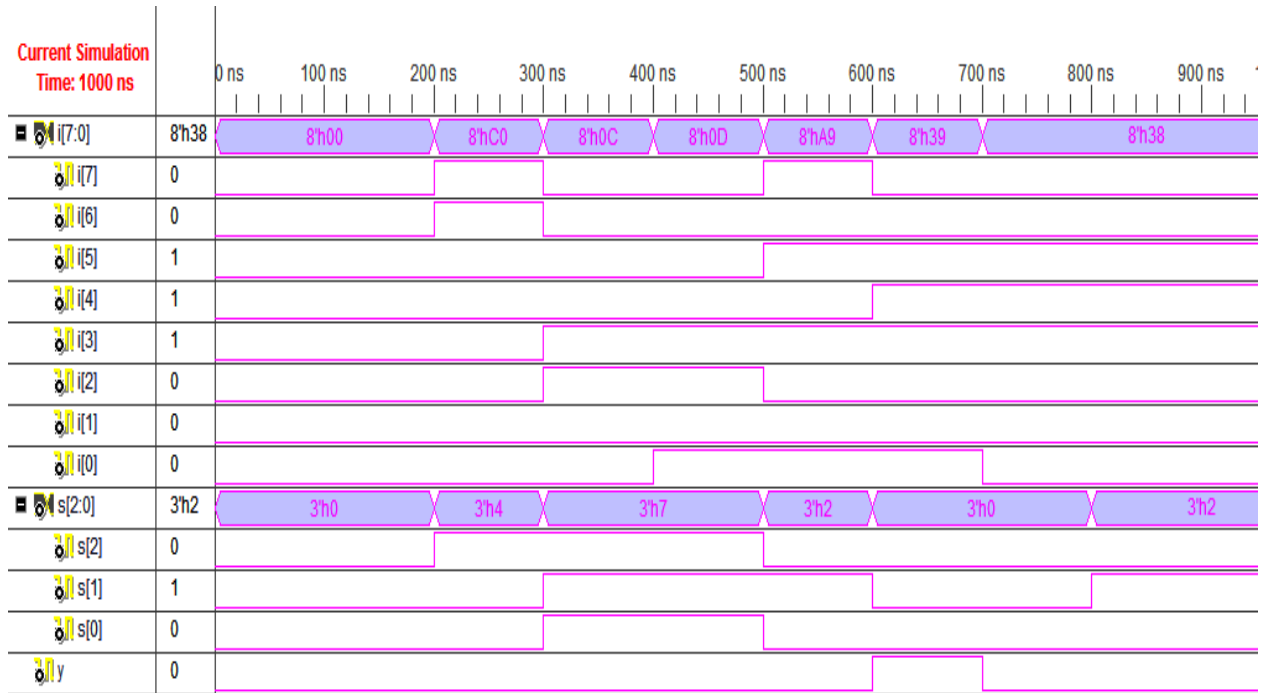 Current Simulation
Time: 1000 ns
0 ns 100 ns 200 ns 300 ns 400 ns 500 ns 600 ns 700 ns 800 ns 900 ns
i[7:0] 8'h38 8'h00 8'hC0 8'h0C 8'h0D 8'hA9 8'h39 8'h38
i[7] 0
i[6] 0
i[5] 1
i[4] 1
i[3] 1
i[2] 0
i[1] 0
i[0] 0
s[2:0] 3'h2 3'h0 3'h4 3'h7 3'h2 3'h0 3'h2
s[2] 0
s[1] 1
s[0] 0
y 0